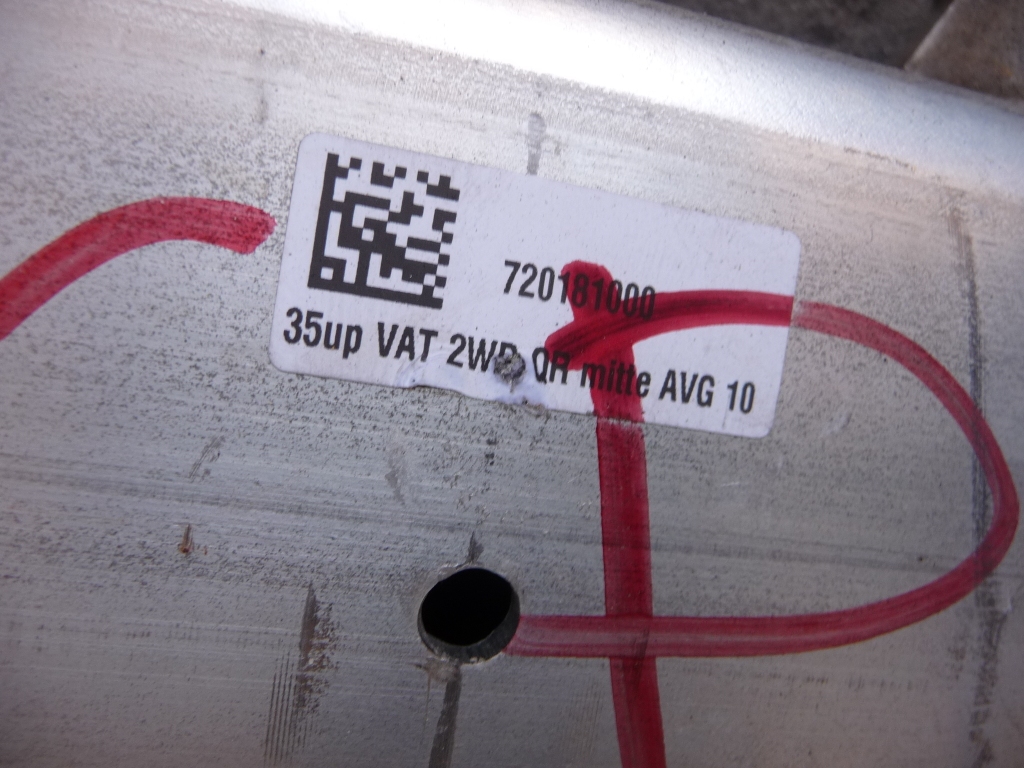 720181000
35up VAT 2WD QR mitte AVG 10
P